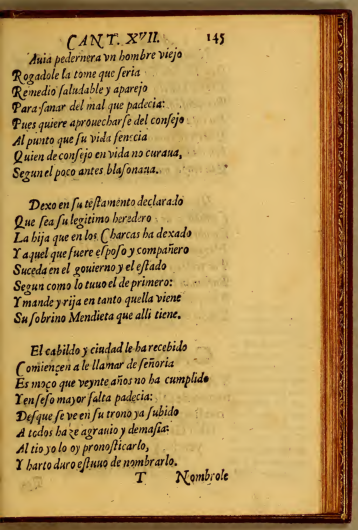 CANT. XVII. 145
Auia pedernera vn hombre viejo
Rogadole la tome que seria
Remedio saludable y aparejo
Para sanar del mal que padecia:
Pues quiere aprouecharse del consejo
Al punto que su vida fenecia
Quien de consejo en vida no curaua,
Segun el poco antes blasonaua.
Dexo en su testamento declarado
Que sea su legitimo heredero
La hija que en los Charcas ha dexado
Y aquel que fuere esposo y compañero
Suceda en el gouierno y el estado
Segun como lo tuuo el de primero:
Y mande y rija en tanto quella viene
Su sobrino Mendieta que alli tiene.
El cabildo y ciudad le ha recebido
Comiençen a le llamar de señoria
Es moço que veynte años no ha cumplido
Y en seso mayor falta padecia:
Desque se ve en su trono ya subido
A todos haze agrauio y demasia:
Al tio yo lo oy pronosticarlo,
Y harto duro estuuo de nombrarlo.
T Nombrole